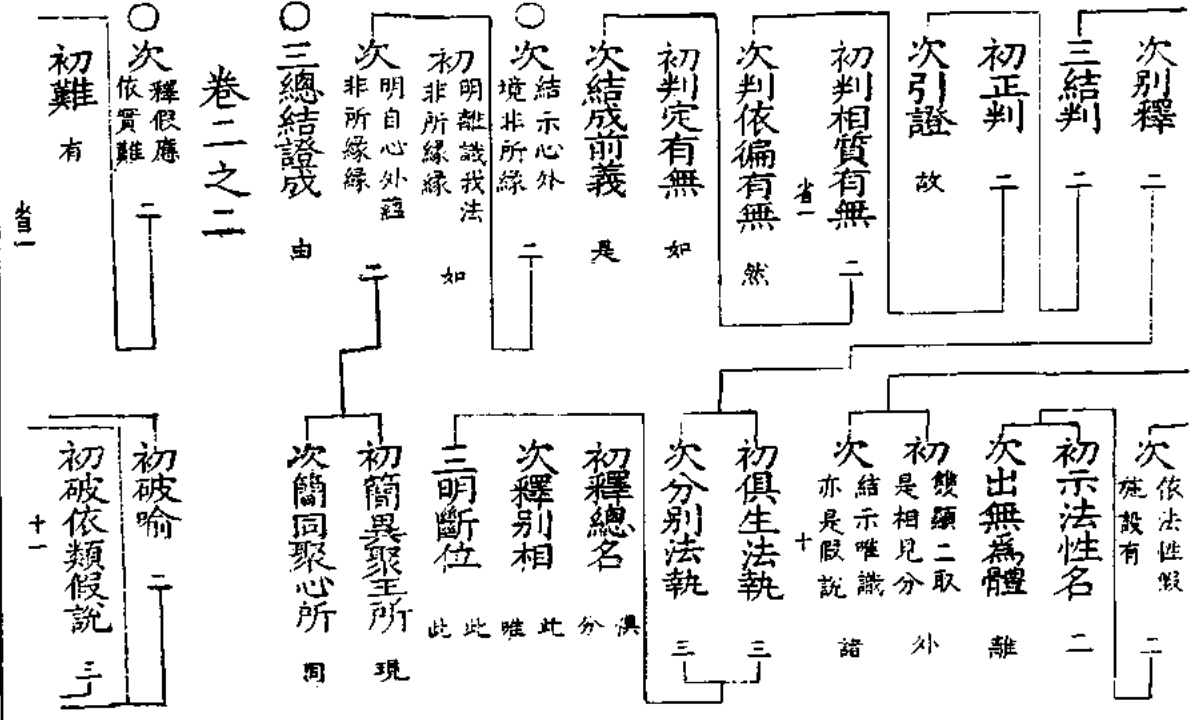 次別釋 二
三結判 二
初正判 二
次引證 故
初判相質有無 二
省一
次判依徧有無 然
初判定有無 如
次結成前義 是
○次結示心外境非所緣 二
初明離識我法非所緣緣 如
次明自心外蘊非所緣緣 二
○三總結證成 由
卷二之二
○次釋假應依實難 二
初難 有
省一
次依法性假施設有 二
初示法性名 二
次出無為體 離
初雙顯二取是相見分 外
次結示唯識亦是假說 諸
十
初俱生法執 三
次分別法執 三
初釋總名 俱分
次釋別相 此唯
三明斷位 此此
初簡異聚王所 現
次簡同聚心所 同
初破喻 二
初破依類假說 三
十一